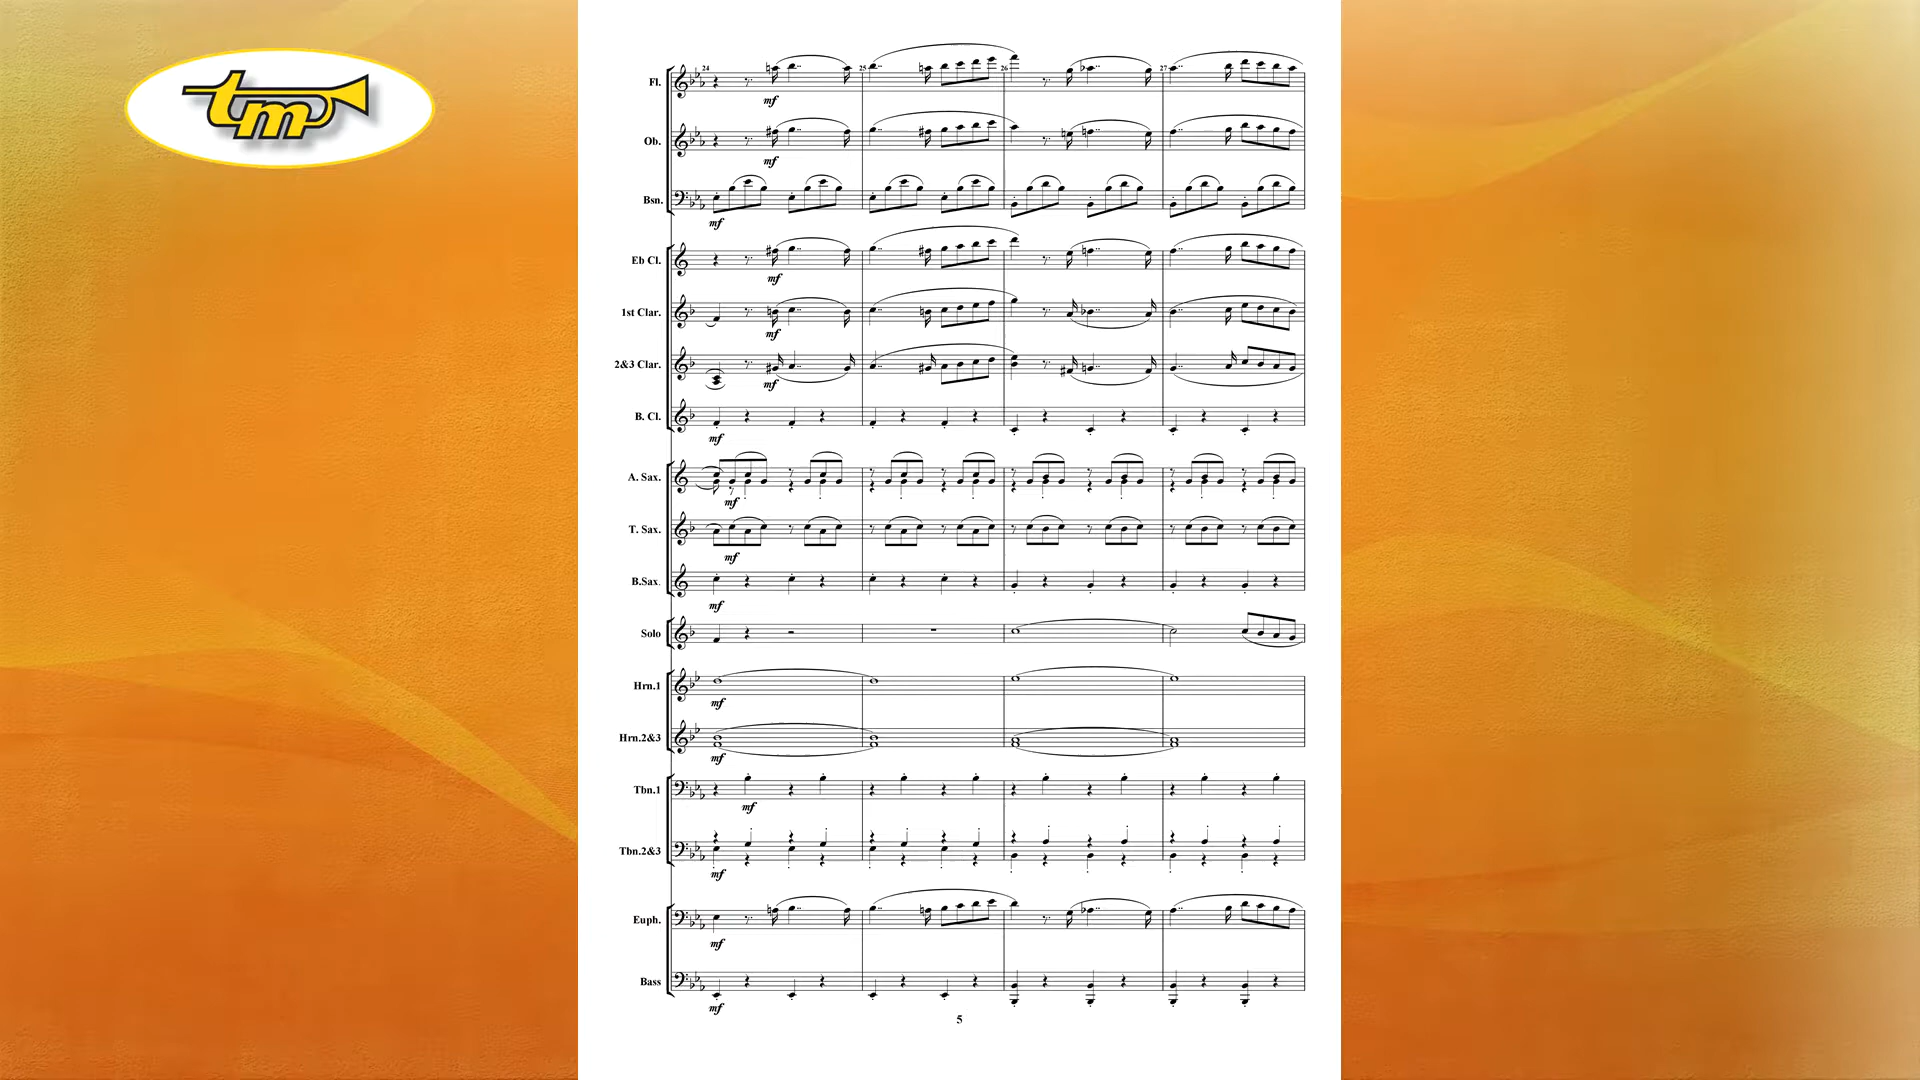 tm
24 25 26 27
Fl.
mf
Ob.
mf
Bsn.
mf
Eb Cl.
mf
1st Clar.
mf
2&3 Clar.
mf
B. Cl.
mf
A. Sax.
mf
T. Sax.
mf
B.Sax.
mf
Solo
Hrn.1
mf
Hrn.2&3
mf
Tbn.1
mf
Tbn.2&3
mf
Euph.
mf
Bass
mf
5